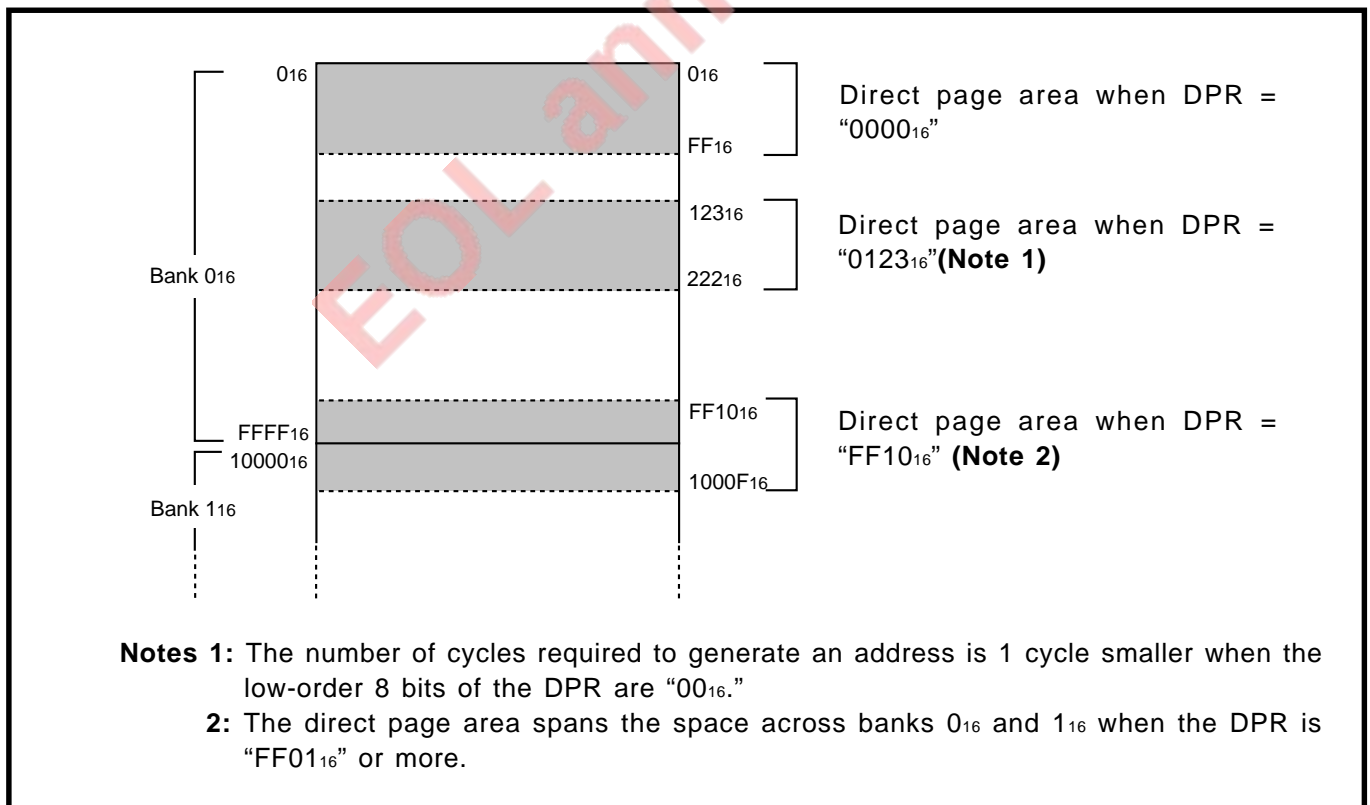 EOL ann
0₁₆
0₁₆
Direct page area when DPR =
“0000₁₆”
FF₁₆
123₁₆
Direct page area when DPR =
“0123₁₆”(Note 1)
Bank 0₁₆
222₁₆
FF10₁₆
Direct page area when DPR =
“FF10₁₆” (Note 2)
FFFF₁₆
10000₁₆
1000F₁₆
Bank 1₁₆
Notes 1: The number of cycles required to generate an address is 1 cycle smaller when the
low-order 8 bits of the DPR are “00₁₆.”
2: The direct page area spans the space across banks 0₁₆ and 1₁₆ when the DPR is
“FF01₁₆” or more.